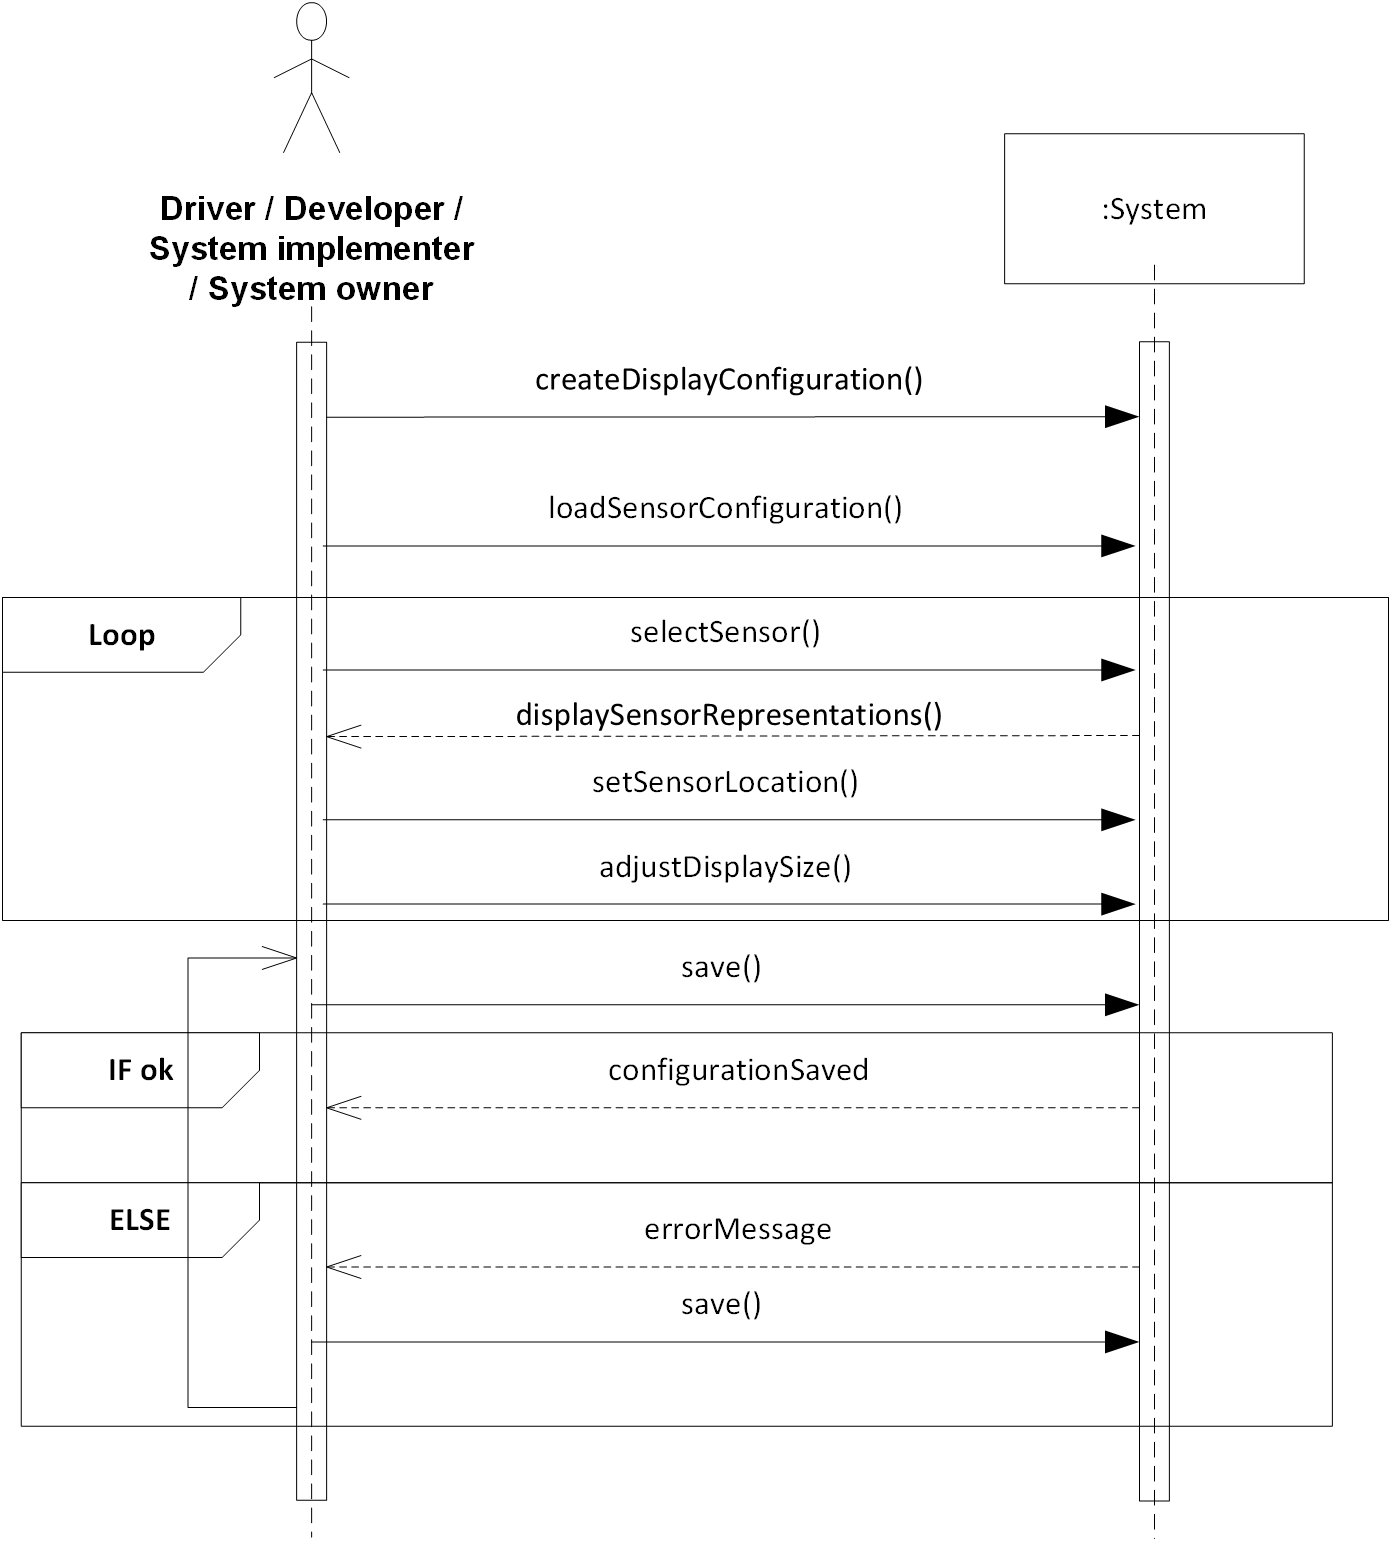 Driver / Developer /
System implementer
/ System owner
:System
createDisplayConfiguration()
loadSensorConfiguration()
Loop
selectSensor()
displaySensorRepresentations()
setSensorLocation()
adjustDisplaySize()
save()
IF ok
configurationSaved
ELSE
errorMessage
save()